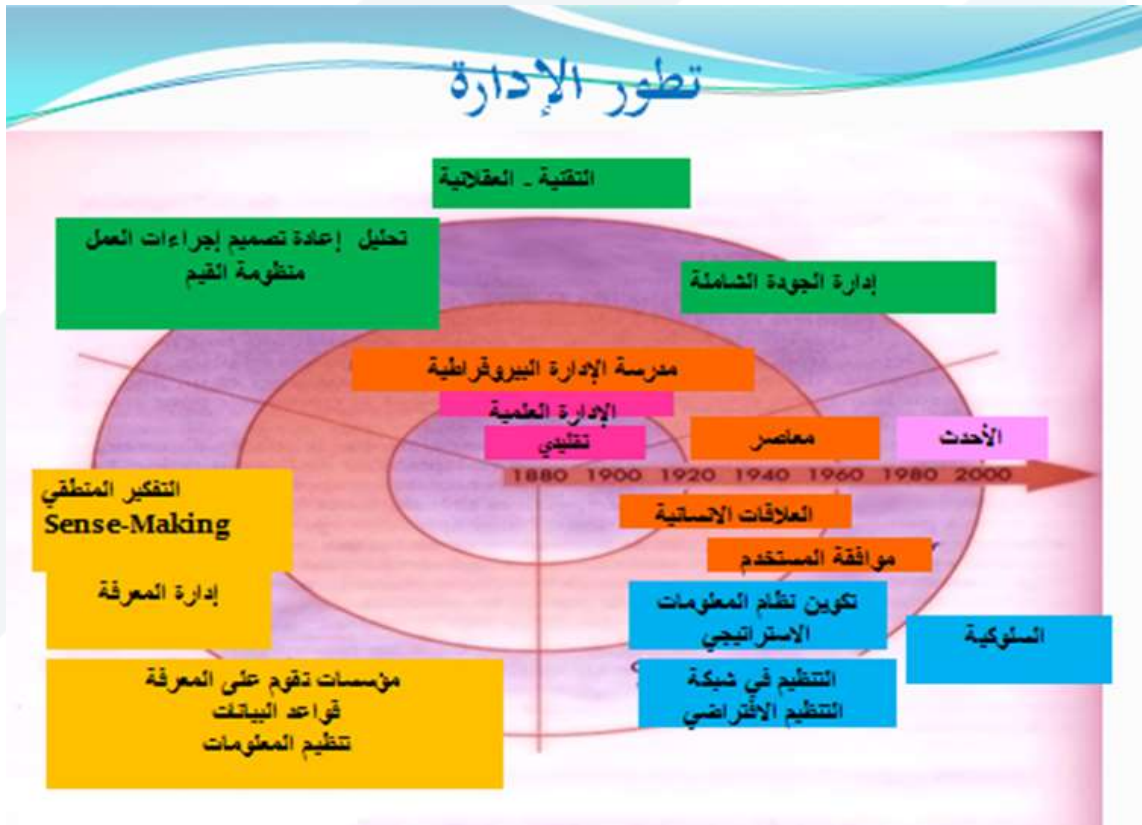 تطور الإدارة
التقنية - العقلانية
تحليل إعادة تصميم إجراءات العمل
منظومة القيم
إدارة الجودة الشاملة
مدرسة الإدارة البيروقراطية
الإدارة العلمية
تقليدي
معاصر
الأحدث
1880 1900 1920 1940 1960 1980 2000
التفكير المنطقي
Sense-Making
العلاقات الانسانية
موافقة المستخدم
إدارة المعرفة
تكوين نظام المعلومات
الاستراتيجي
السلوكية
مؤسسات تقوم على المعرفة
قواعد البيانات
تنظيم المعلومات
التنظيم في شبكة
التنظيم الافتراضي